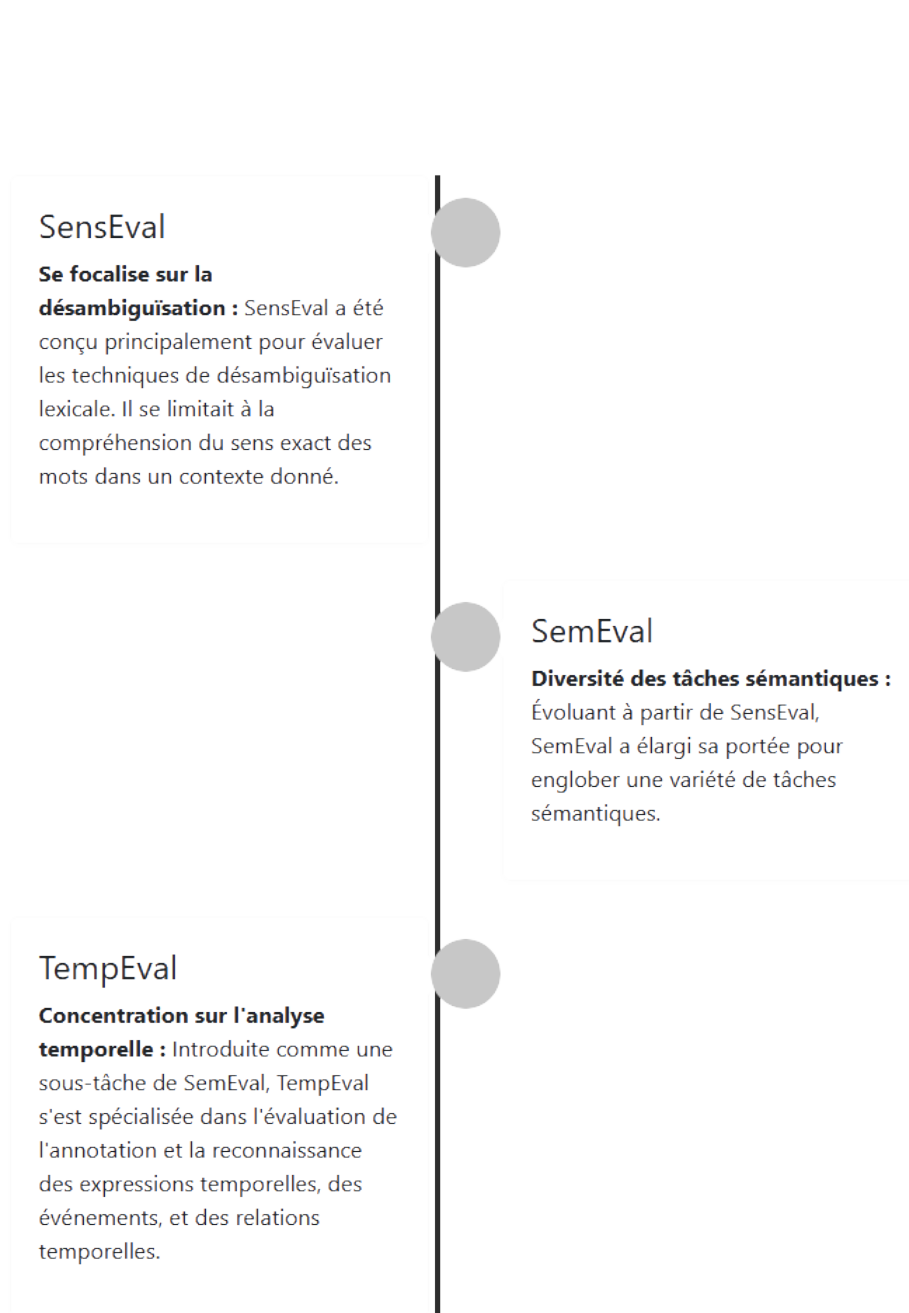 SensEval
Se focalise sur la
désambiguïsation : SensEval a été
conçu principalement pour évaluer
les techniques de désambiguïsation
lexicale. Il se limitait à la
compréhension du sens exact des
mots dans un contexte donné.
SemEval
Diversité des tâches sémantiques :
Évoluant à partir de SensEval,
SemEval a élargi sa portée pour
englober une variété de tâches
sémantiques.
TempEval
Concentration sur l'analyse
temporelle : Introduite comme une
sous-tâche de SemEval, TempEval
s'est spécialisée dans l'évaluation de
l'annotation et la reconnaissance
des expressions temporelles, des
événements, et des relations
temporelles.